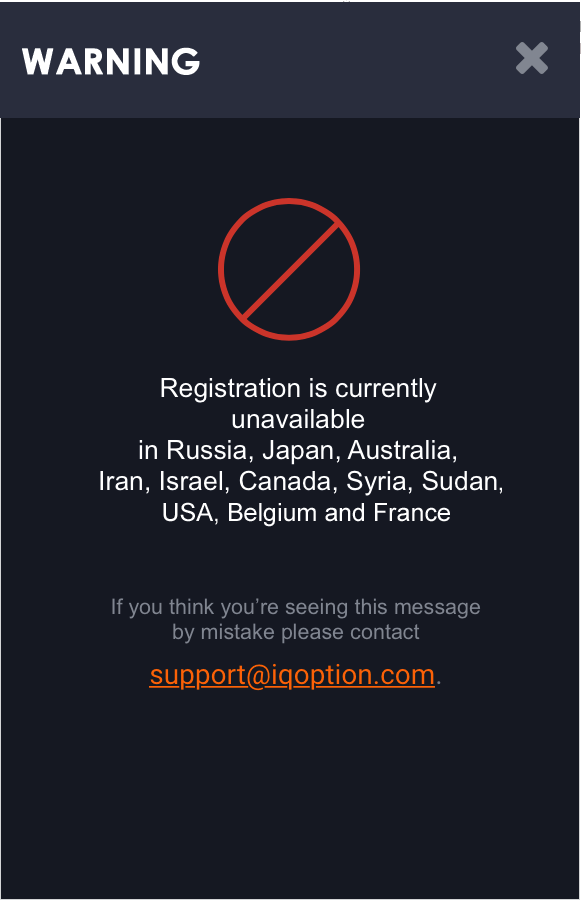 WARNING
Registration is currently
unavailable
in Russia, Japan, Australia,
Iran, Israel, Canada, Syria, Sudan,
USA, Belgium and France
If you think you're seeing this message
by mistake please contact
support@iqoption.com.